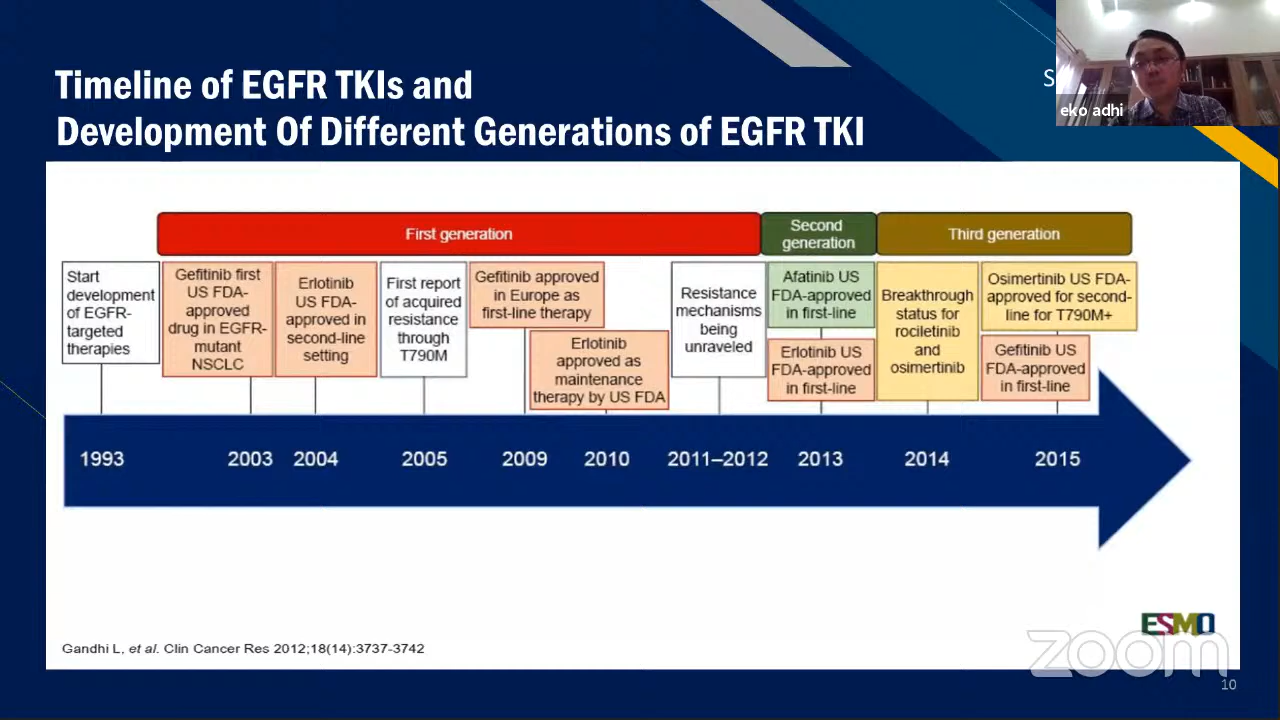 Timeline of EGFR TKIs and
Development Of Different Generations of EGFR TKI
S
eko adhi
First generation
Second
generation
Third generation
Start
development
of EGFR-
targeted
therapies
Gefitinib first
US FDA-
approved
drug in EGFR-
mutant
NSCLC
Erlotinib
US FDA-
approved in
second-line
setting
First report
of acquired
resistance
through
T790M
Gefitinib approved
in Europe as
first-line therapy
Erlotinib
approved as
maintenance
therapy by US FDA
Resistance
mechanisms
being
unraveled
Afatinib US
FDA-approved
in first-line
Erlotinib US
FDA-approved
in first-line
Breakthrough
status for
rociletinib
and
osimertinib
Osimertinib US FDA-
approved for second-
line for T790M+
Gefitinib US
FDA-approved
in first-line
1993 2003 2004 2005 2009 2010 2011–2012 2013 2014 2015
ESMO
Gandhi L, et al. Clin Cancer Res 2012;18(14):3737-3742
zoom
10